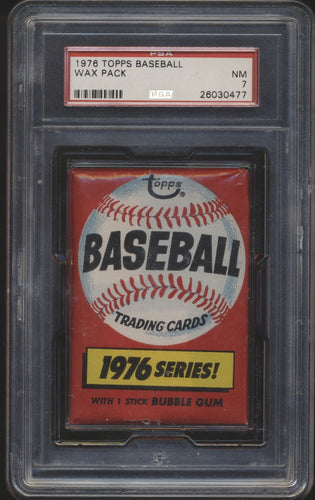 PSA
1976 TOPPS BASEBALL
WAX PACK
NM
7
PSA
26030477
topps
BASEBALL
TRADING CARDS
1976 SERIES!
WITH 1 STICK BUBBLE GUM